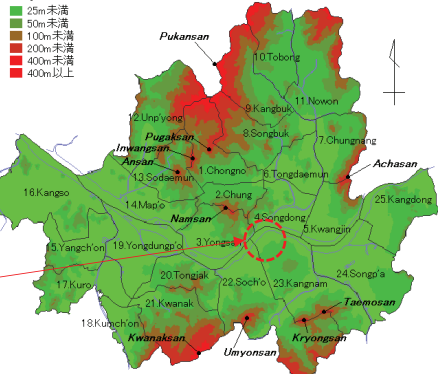 25m未満
50m未満
100m未満
200m未満
400m未満
400m以上
Pukansan
10.Tobong
11.Nowon
12.Unp'yong
9.Kangbuk
8.Songbuk
7.Chungnang
Pugaksan
Inwangsan
Ansan
13.Sodaemun
1.Chongno
6.Tongdaemun
Achasan
16.Kangso
14.Map'o
2.Chung
25.Kangdong
Namsan
4.Songdong
5.Kwangjin
15.Yangch'on
19.Yongdungp'o
3.Yongsan
20.Tongjak
22.Soch'o
23.Kangnam
24.Songp'a
17.Kuro
21.Kwanak
18.Kumch'on
Taemosan
Kwanaksan
Umyonsan
Kryongsan